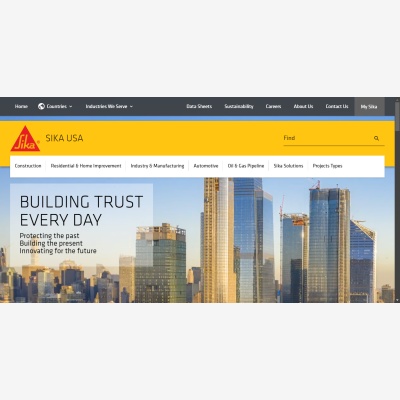 Home Countries Industries We Serve Data Sheets Sustainability Careers About Us Contact Us My Sika
Sika®
SIKA USA
Find
Construction Residential & Home Improvement Industry & Manufacturing Automotive Oil & Gas Pipeline Sika Solutions Projects Types
BUILDING TRUST
EVERY DAY
Protecting the past
Building the present
Innovating for the future